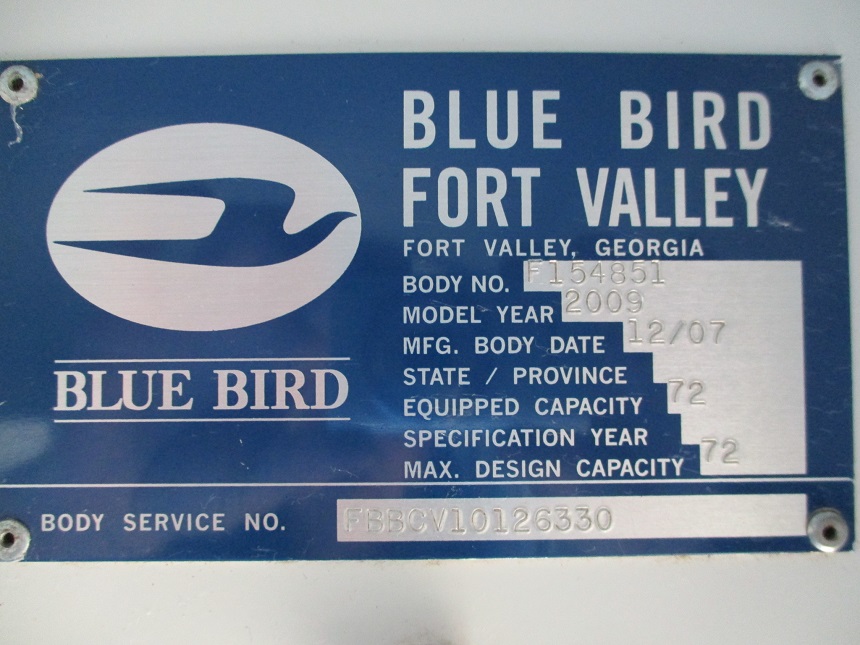 BLUE BIRD
FORT VALLEY
FORT VALLEY, GEORGIA
BODY NO. F154851
MODEL YEAR 2009
MFG. BODY DATE 12/07
STATE / PROVINCE
EQUIPPED CAPACITY 72
SPECIFICATION YEAR
MAX. DESIGN CAPACITY 72
BLUE BIRD
BODY SERVICE NO. FBBCV10126330